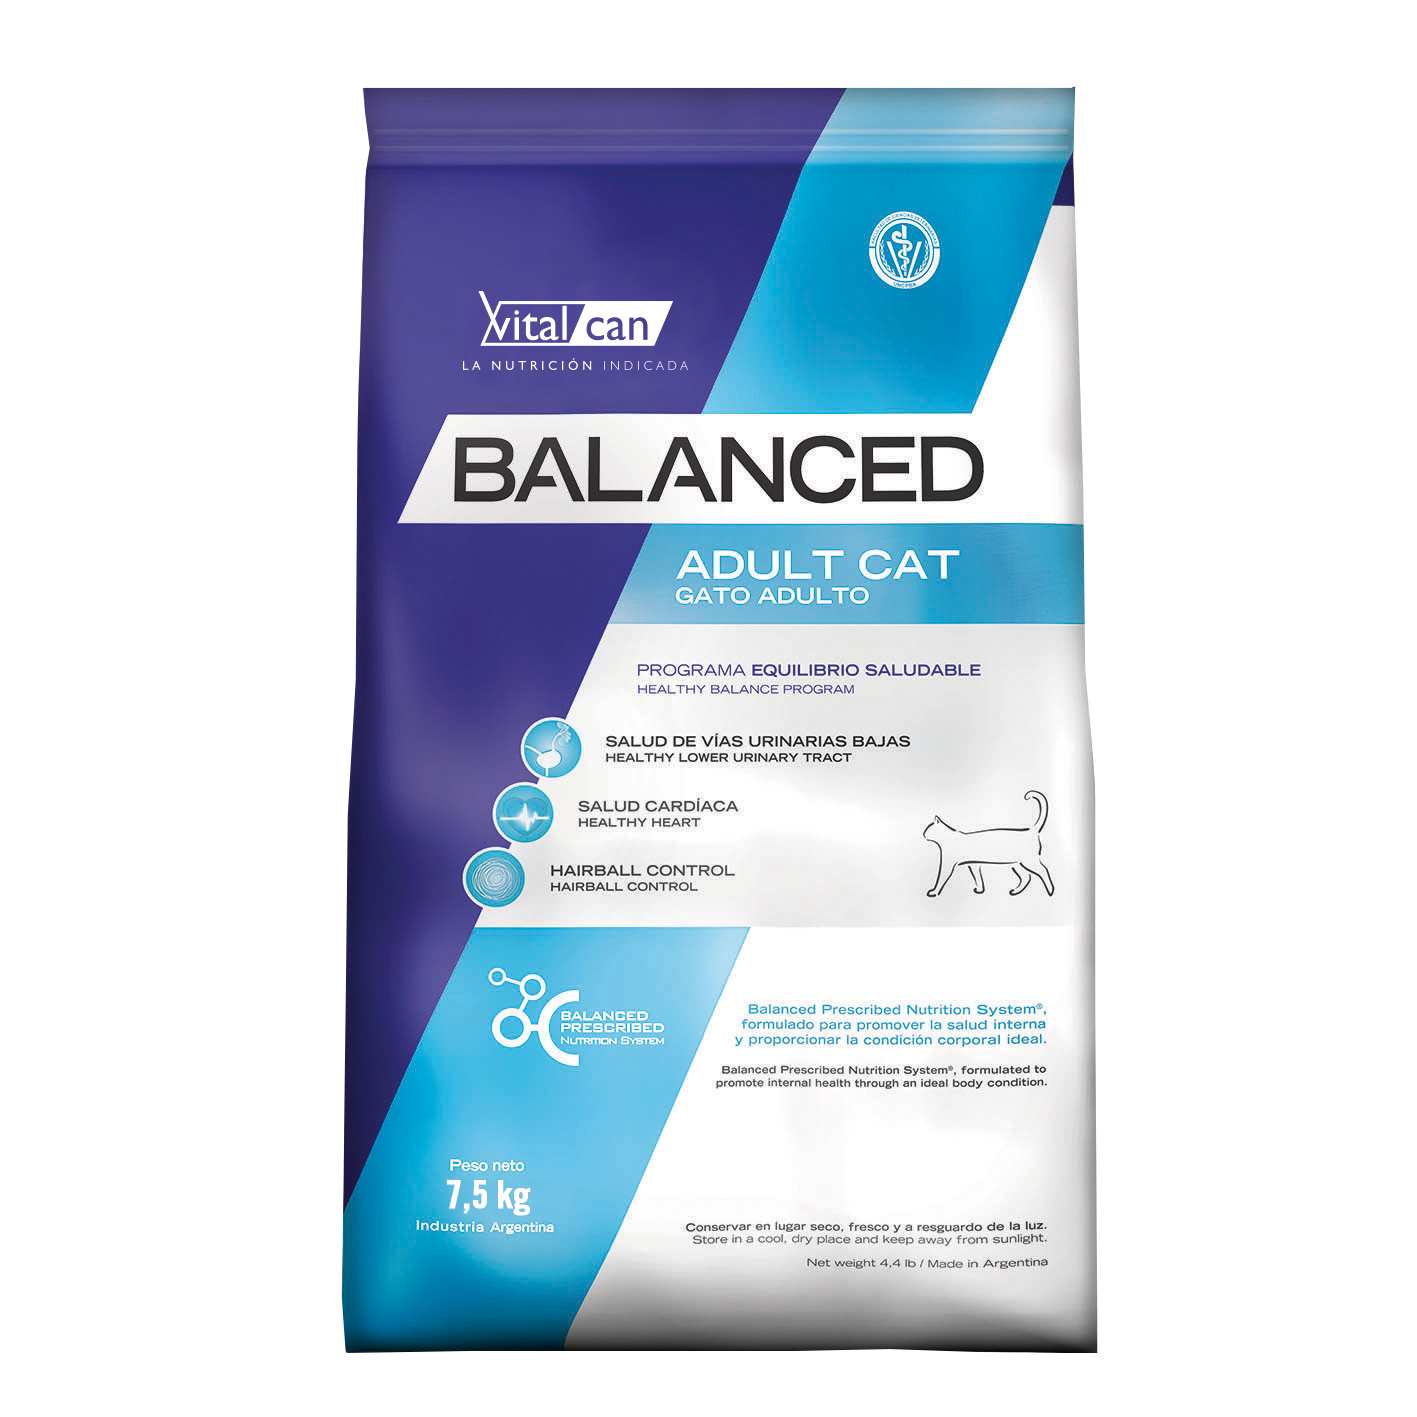 vital can
LA NUTRICIÓN INDICADA
FACULTAD DE CIENCIAS VETERINARIAS
UNCPBA
BALANCED
ADULT CAT
GATO ADULTO
PROGRAMA EQUILIBRIO SALUDABLE
HEALTHY BALANCE PROGRAM
SALUD DE VÍAS URINARIAS BAJAS
HEALTHY LOWER URINARY TRACT
SALUD CARDÍACA
HEALTHY HEART
HAIRBALL CONTROL
HAIRBALL CONTROL
BALANCED
PRESCRIBED
NUTRITION SYSTEM
Balanced Prescribed Nutrition System®,
formulado para promover la salud interna
y proporcionar la condición corporal ideal.
Balanced Prescribed Nutrition System®, formulated to
promote internal health through an ideal body condition.
Peso neto
7,5 kg
Industria Argentina
Conservar en lugar seco, fresco y a resguardo de la luz.
Store in a cool, dry place and keep away from sunlight.
Net weight 4,4 lb / Made in Argentina